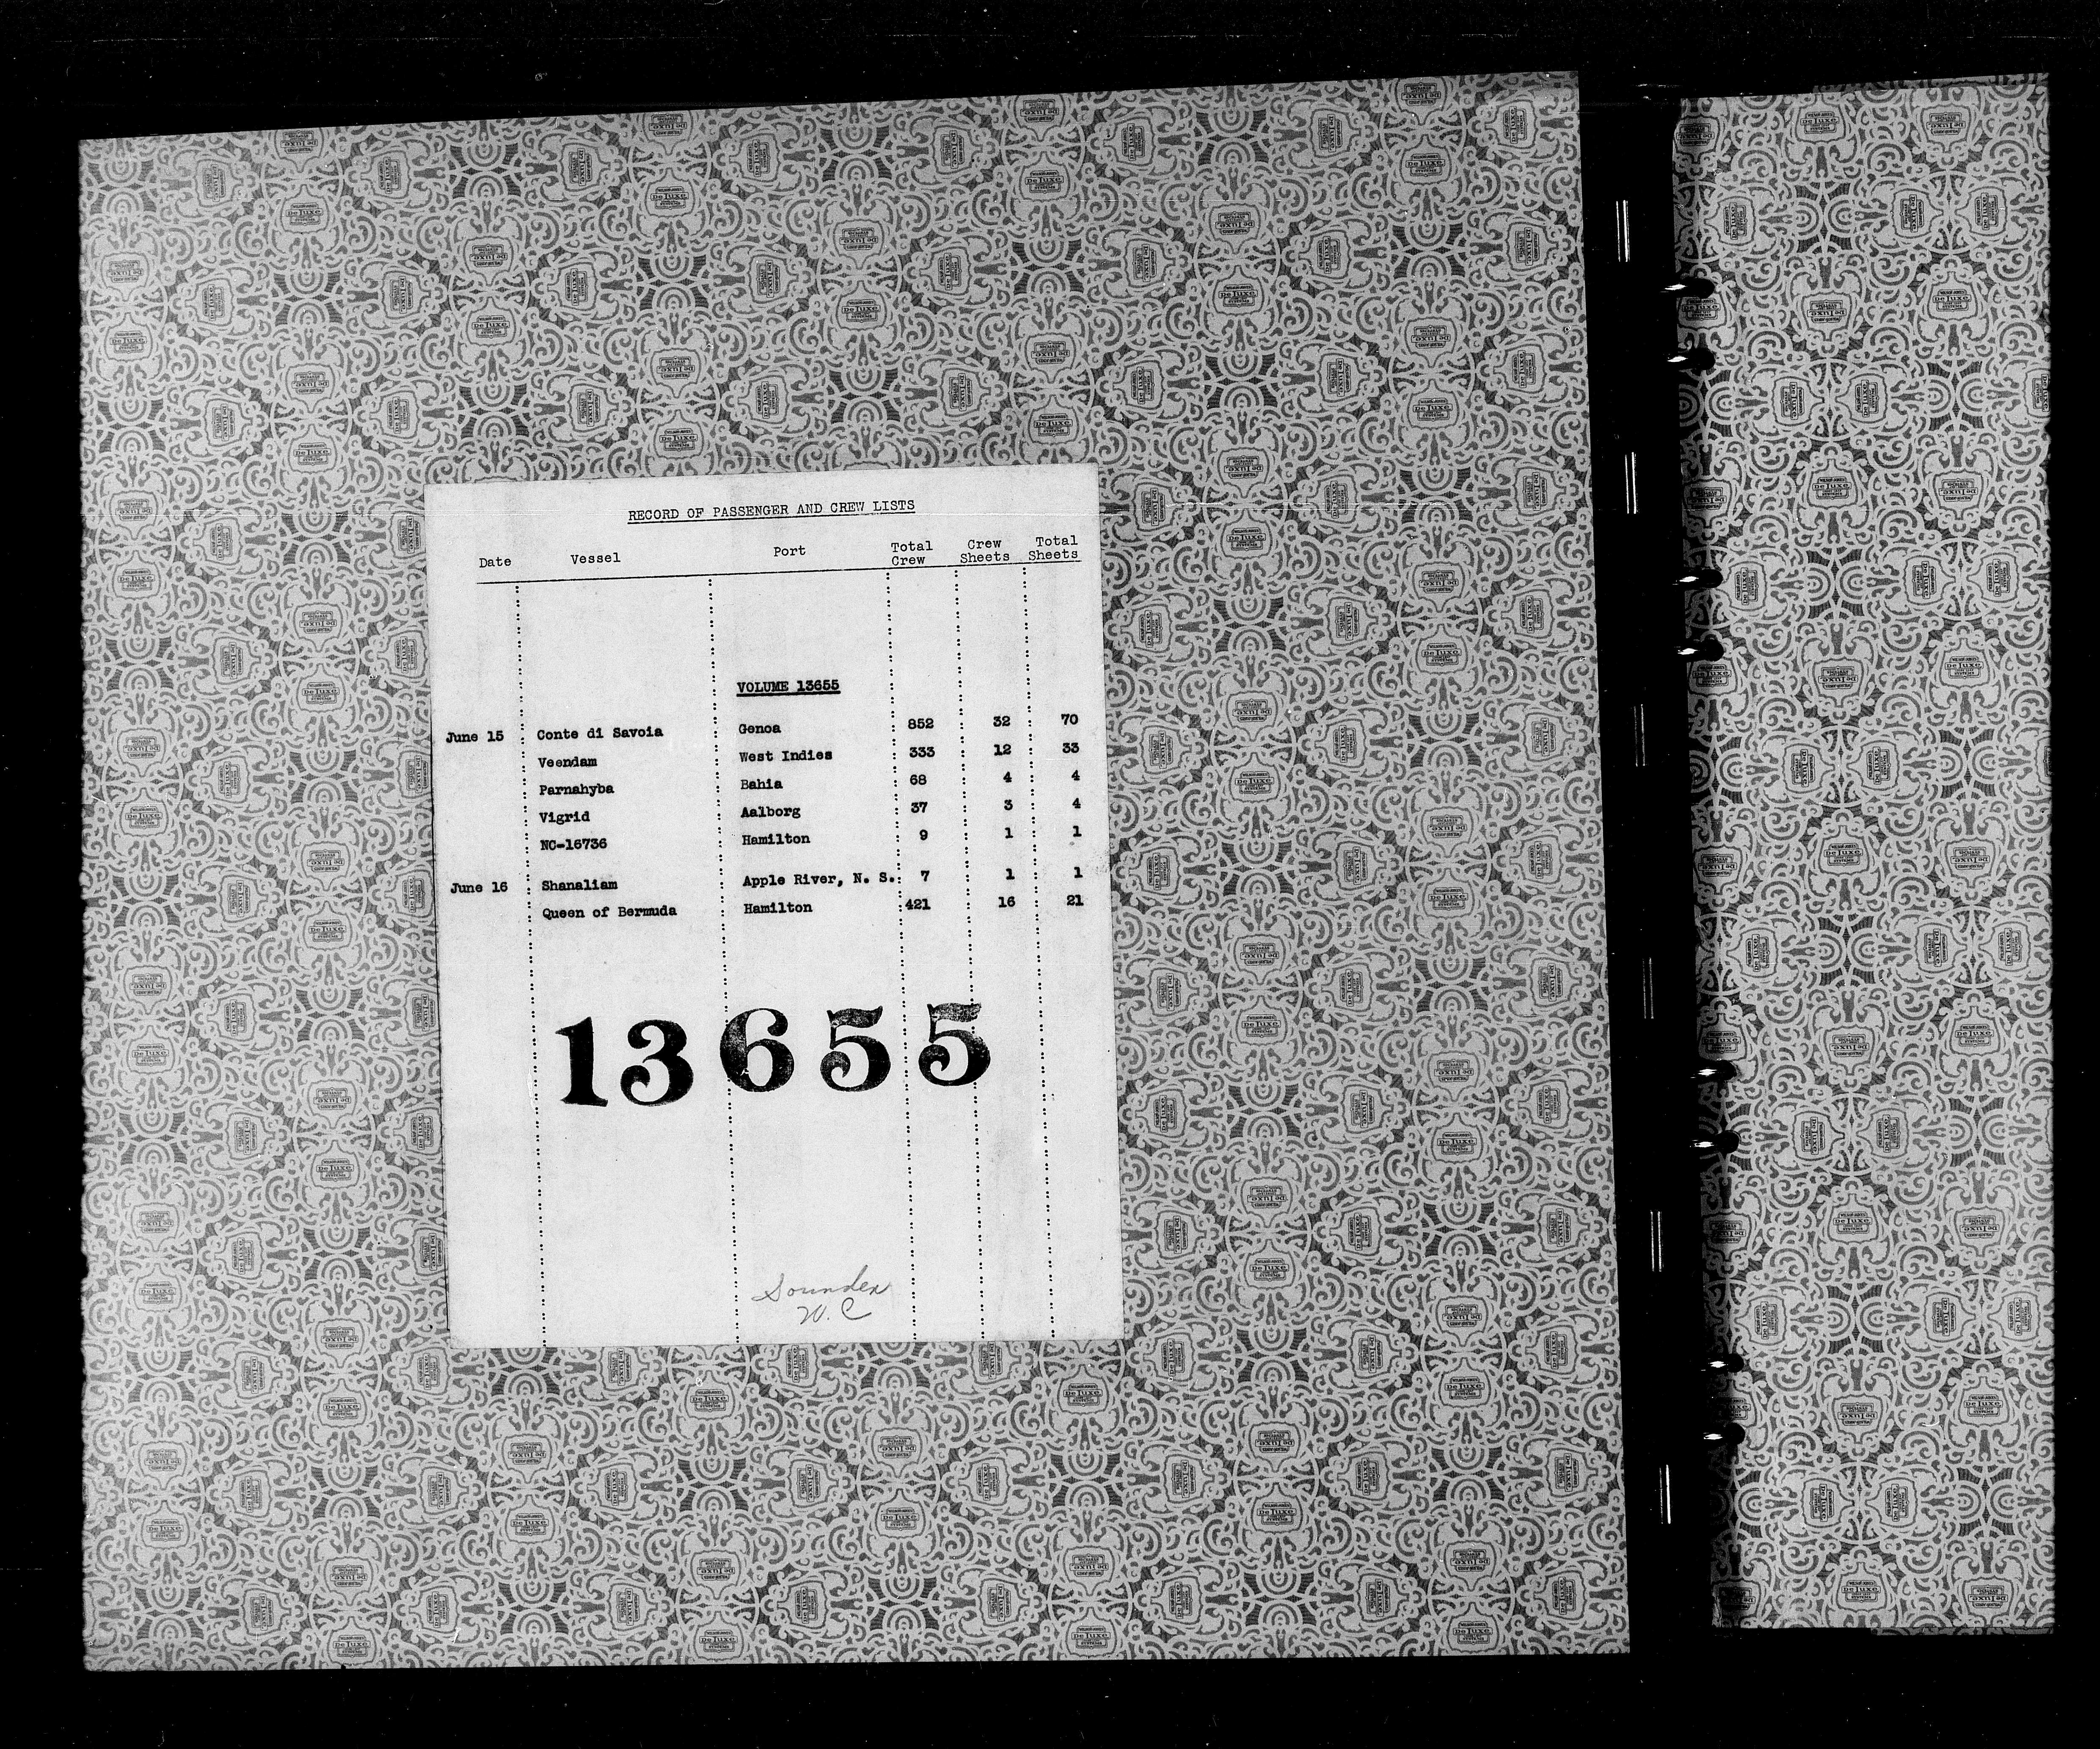 RECORD OF PASSENGER AND CREW LISTS
Date Vessel Port Total Crew Crew Sheets Total Sheets
VOLUME 13655
June 15 Conte di Savoia Genoa 852 32 70
Veendam West Indies 333 12 33
Parnahyba Bahia 68 4 4
Vigrid Aalborg 37 3 4
NC-16736 Hamilton 9 1 1
June 16 Shanaliam Apple River, N. S. 7 1 1
Queen of Bermuda Hamilton 421 16 21
13655
Soundex
W. C